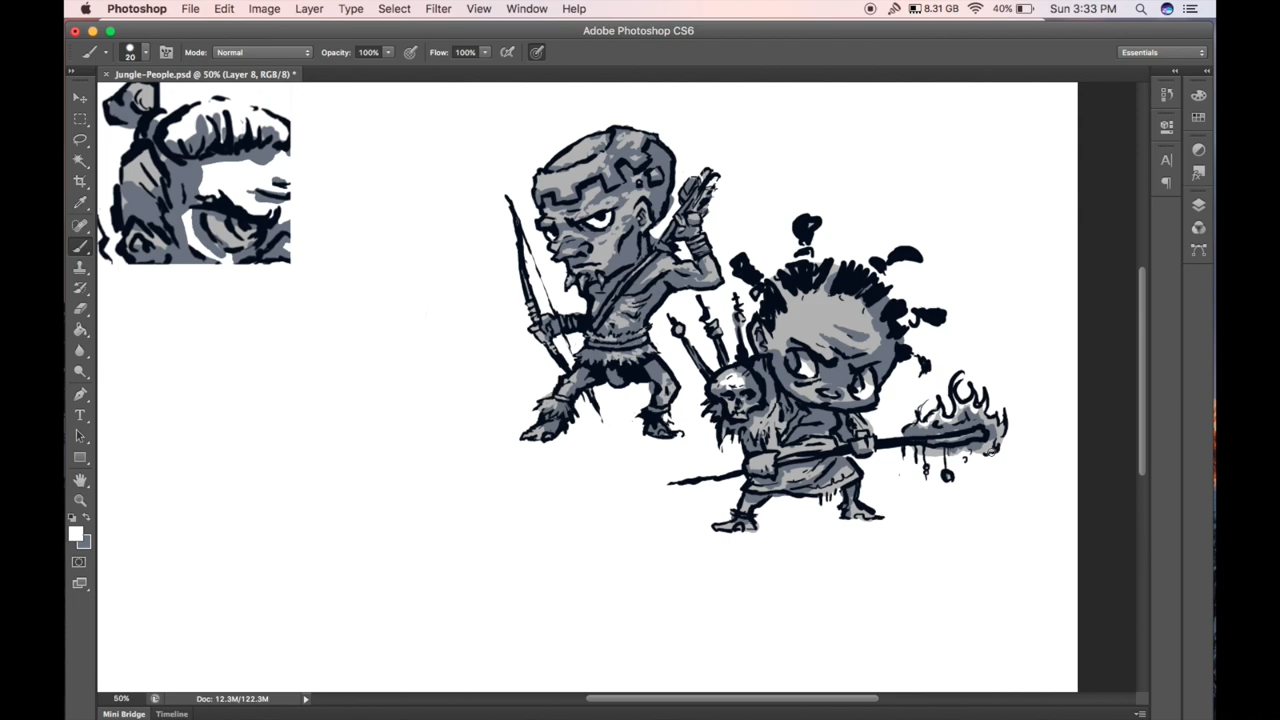 Photoshop File Edit Image Layer Type Select Filter View Window Help 8.31 GB 40% Sun 3:33 PM
Adobe Photoshop CS6
20 Mode: Normal Opacity: 100% Flow: 100% Essentials
× Jungle-People.psd @ 50% (Layer 8, RGB/8) *
A
T
50% Doc: 12.3M/122.3M
Mini Bridge Timeline